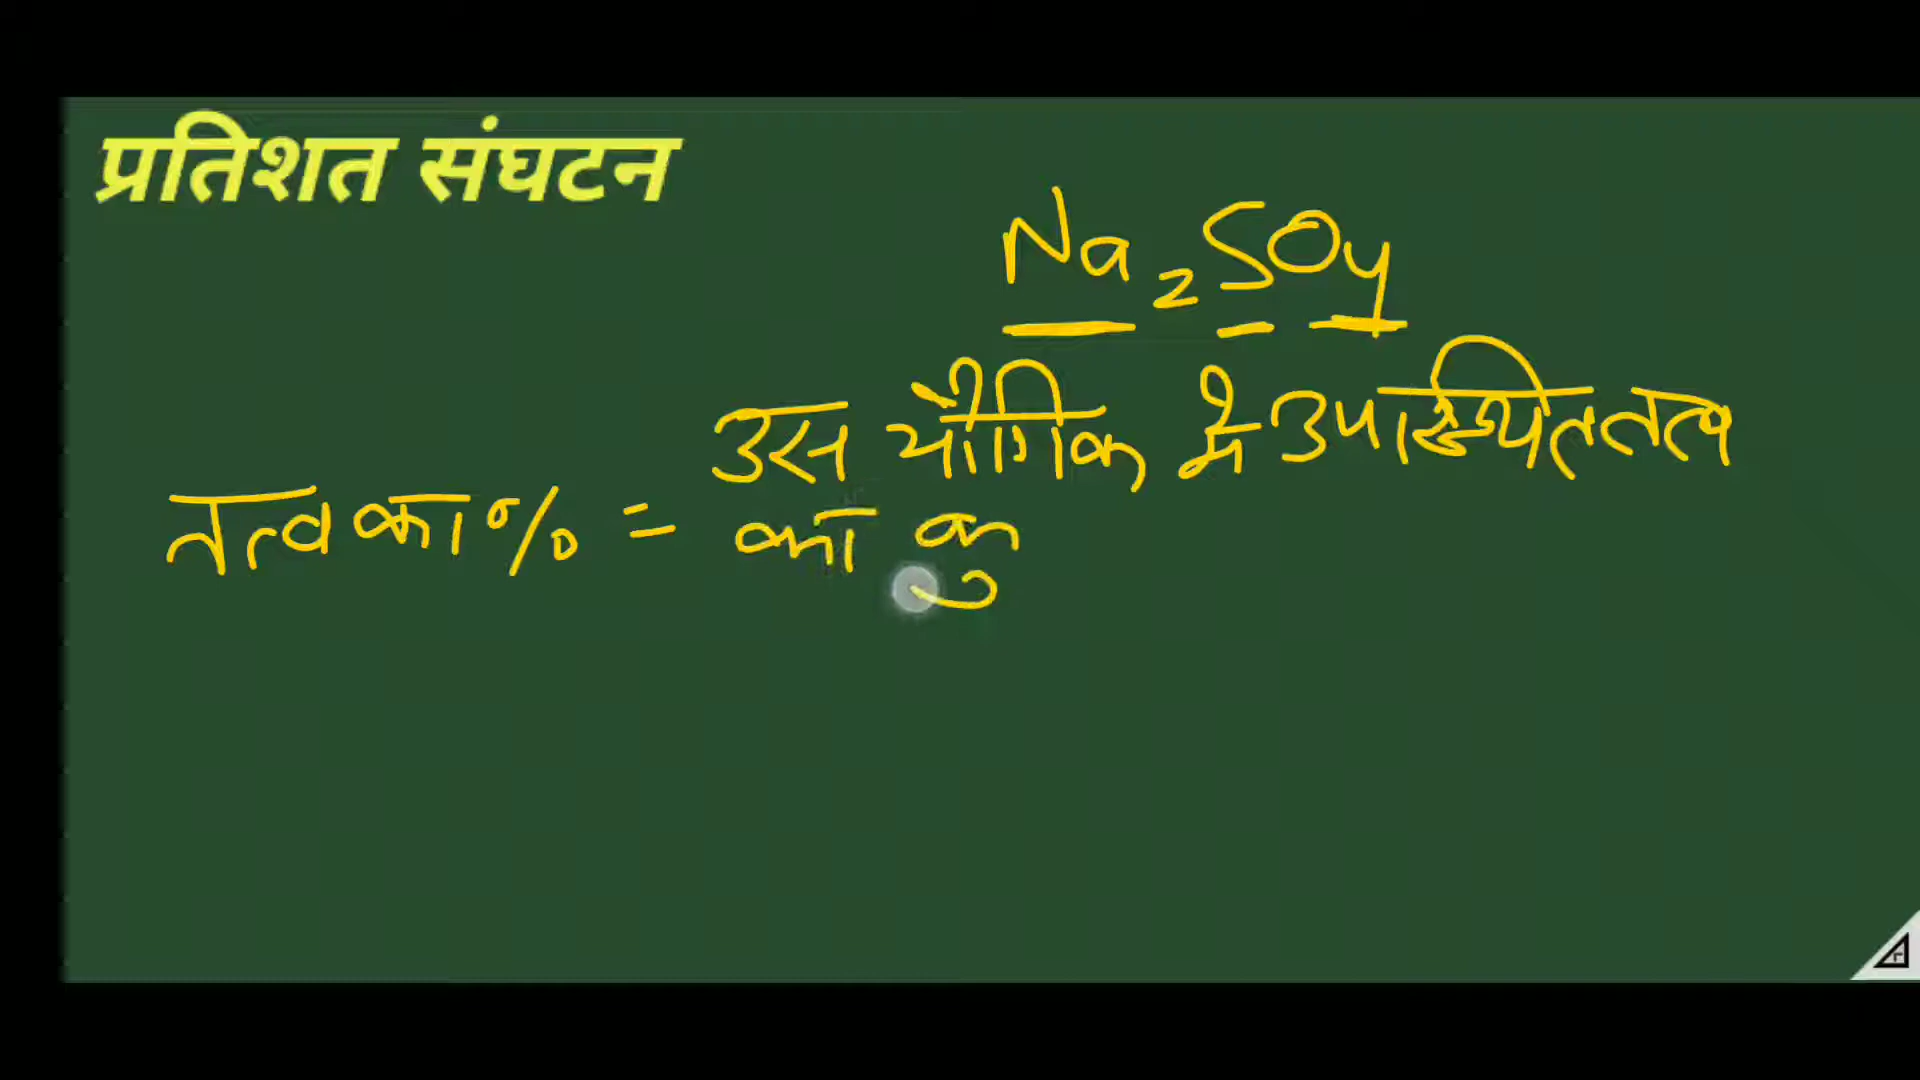 प्रतिशत संघटन
Na₂SO₄
उस यौगिक में उपस्थित तत्व
तत्व का % = का कु